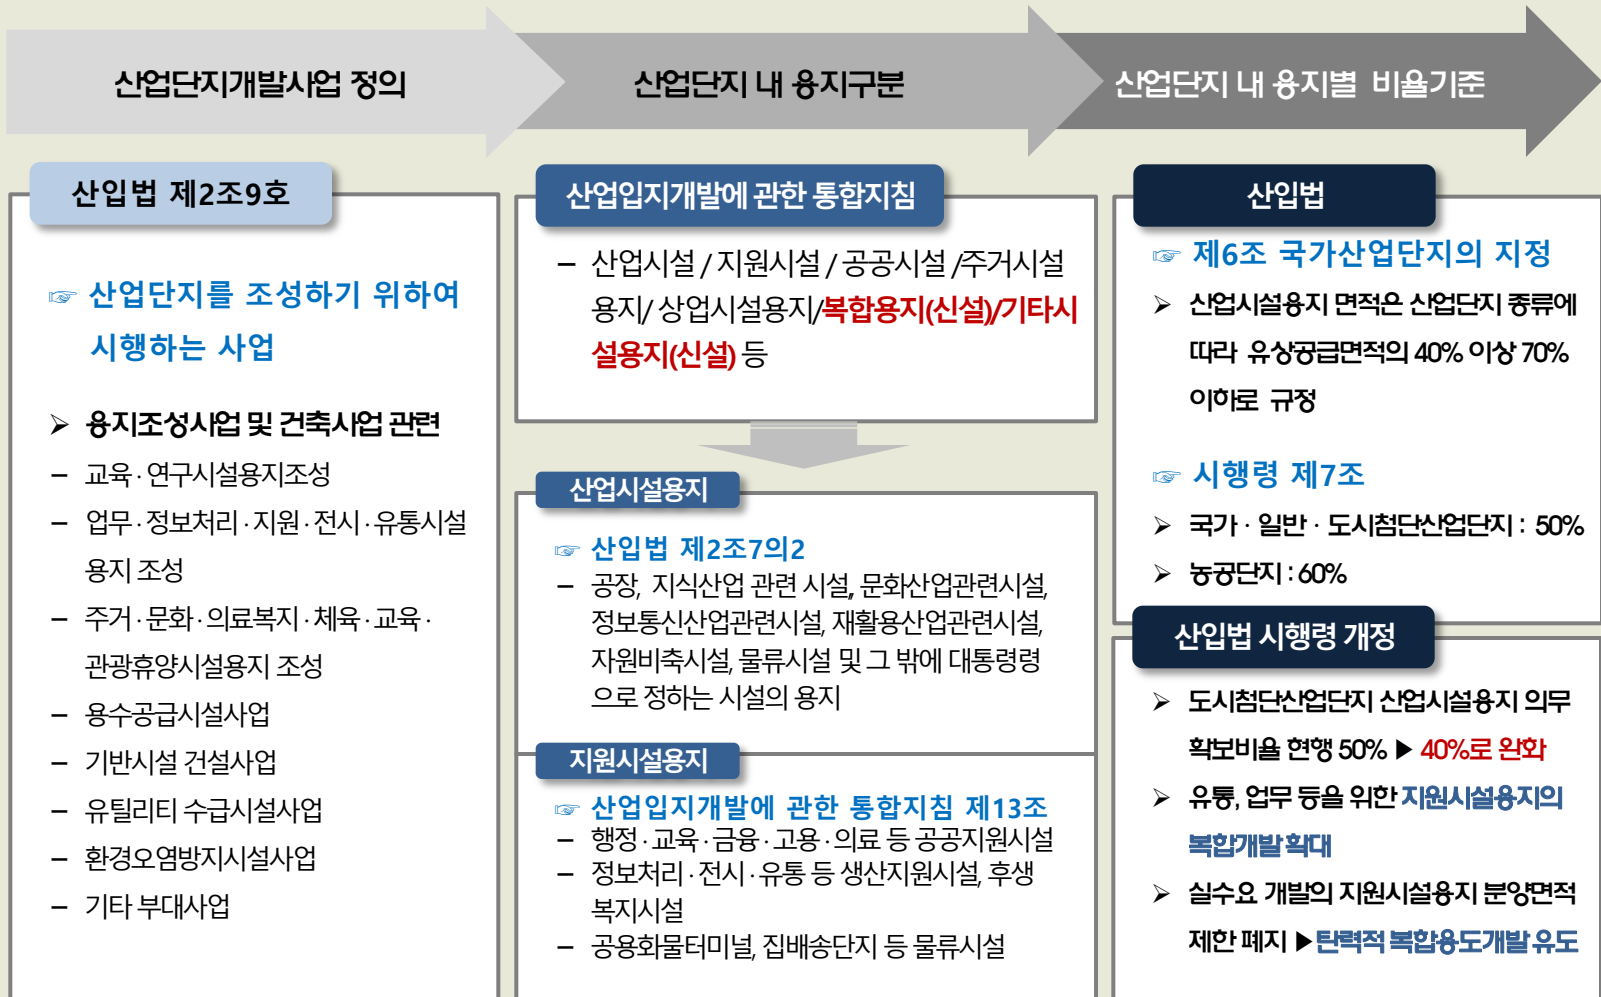 산업단지개발사업 정의
산업단지 내 용지구분
산업단지 내 용지별 비율기준
산입법 제2조9호
☞ 산업단지를 조성하기 위하여
시행하는 사업
➢ 용지조성사업 및 건축사업 관련
– 교육·연구시설용지조성
– 업무·정보처리·지원·전시·유통시설
용지 조성
– 주거·문화·의료복지·체육·교육·
관광휴양시설용지 조성
– 용수공급시설사업
– 기반시설 건설사업
– 유틸리티 수급시설사업
– 환경오염방지시설사업
– 기타 부대사업
산업입지개발에 관한 통합지침
– 산업시설 / 지원시설 / 공공시설 /주거시설
용지/ 상업시설용지/복합용지(신설)/기타시
설용지(신설) 등
산업시설용지
☞ 산입법 제2조7의2
– 공장, 지식산업 관련 시설, 문화산업관련시설,
정보통신산업관련시설, 재활용산업관련시설,
자원비축시설, 물류시설 및 그 밖에 대통령령
으로 정하는 시설의 용지
지원시설용지
☞ 산업입지개발에 관한 통합지침 제13조
– 행정·교육·금융·고용·의료 등 공공지원시설
– 정보처리·전시·유통 등 생산지원시설, 후생
복지시설
– 공용화물터미널, 집배송단지 등 물류시설
산입법
☞ 제6조 국가산업단지의 지정
➢ 산업시설용지 면적은 산업단지 종류에
따라 유상공급면적의 40% 이상 70%
이하로 규정
☞ 시행령 제7조
➢ 국가·일반·도시첨단산업단지 : 50%
➢ 농공단지 : 60%
산입법 시행령 개정
➢ 도시첨단산업단지 산업시설용지 의무
확보비율 현행 50% ▶ 40%로 완화
➢ 유통, 업무 등을 위한 지원시설용지의
복합개발 확대
➢ 실수요 개발의 지원시설용지 분양면적
제한 폐지 ▶ 탄력적 복합용도개발 유도